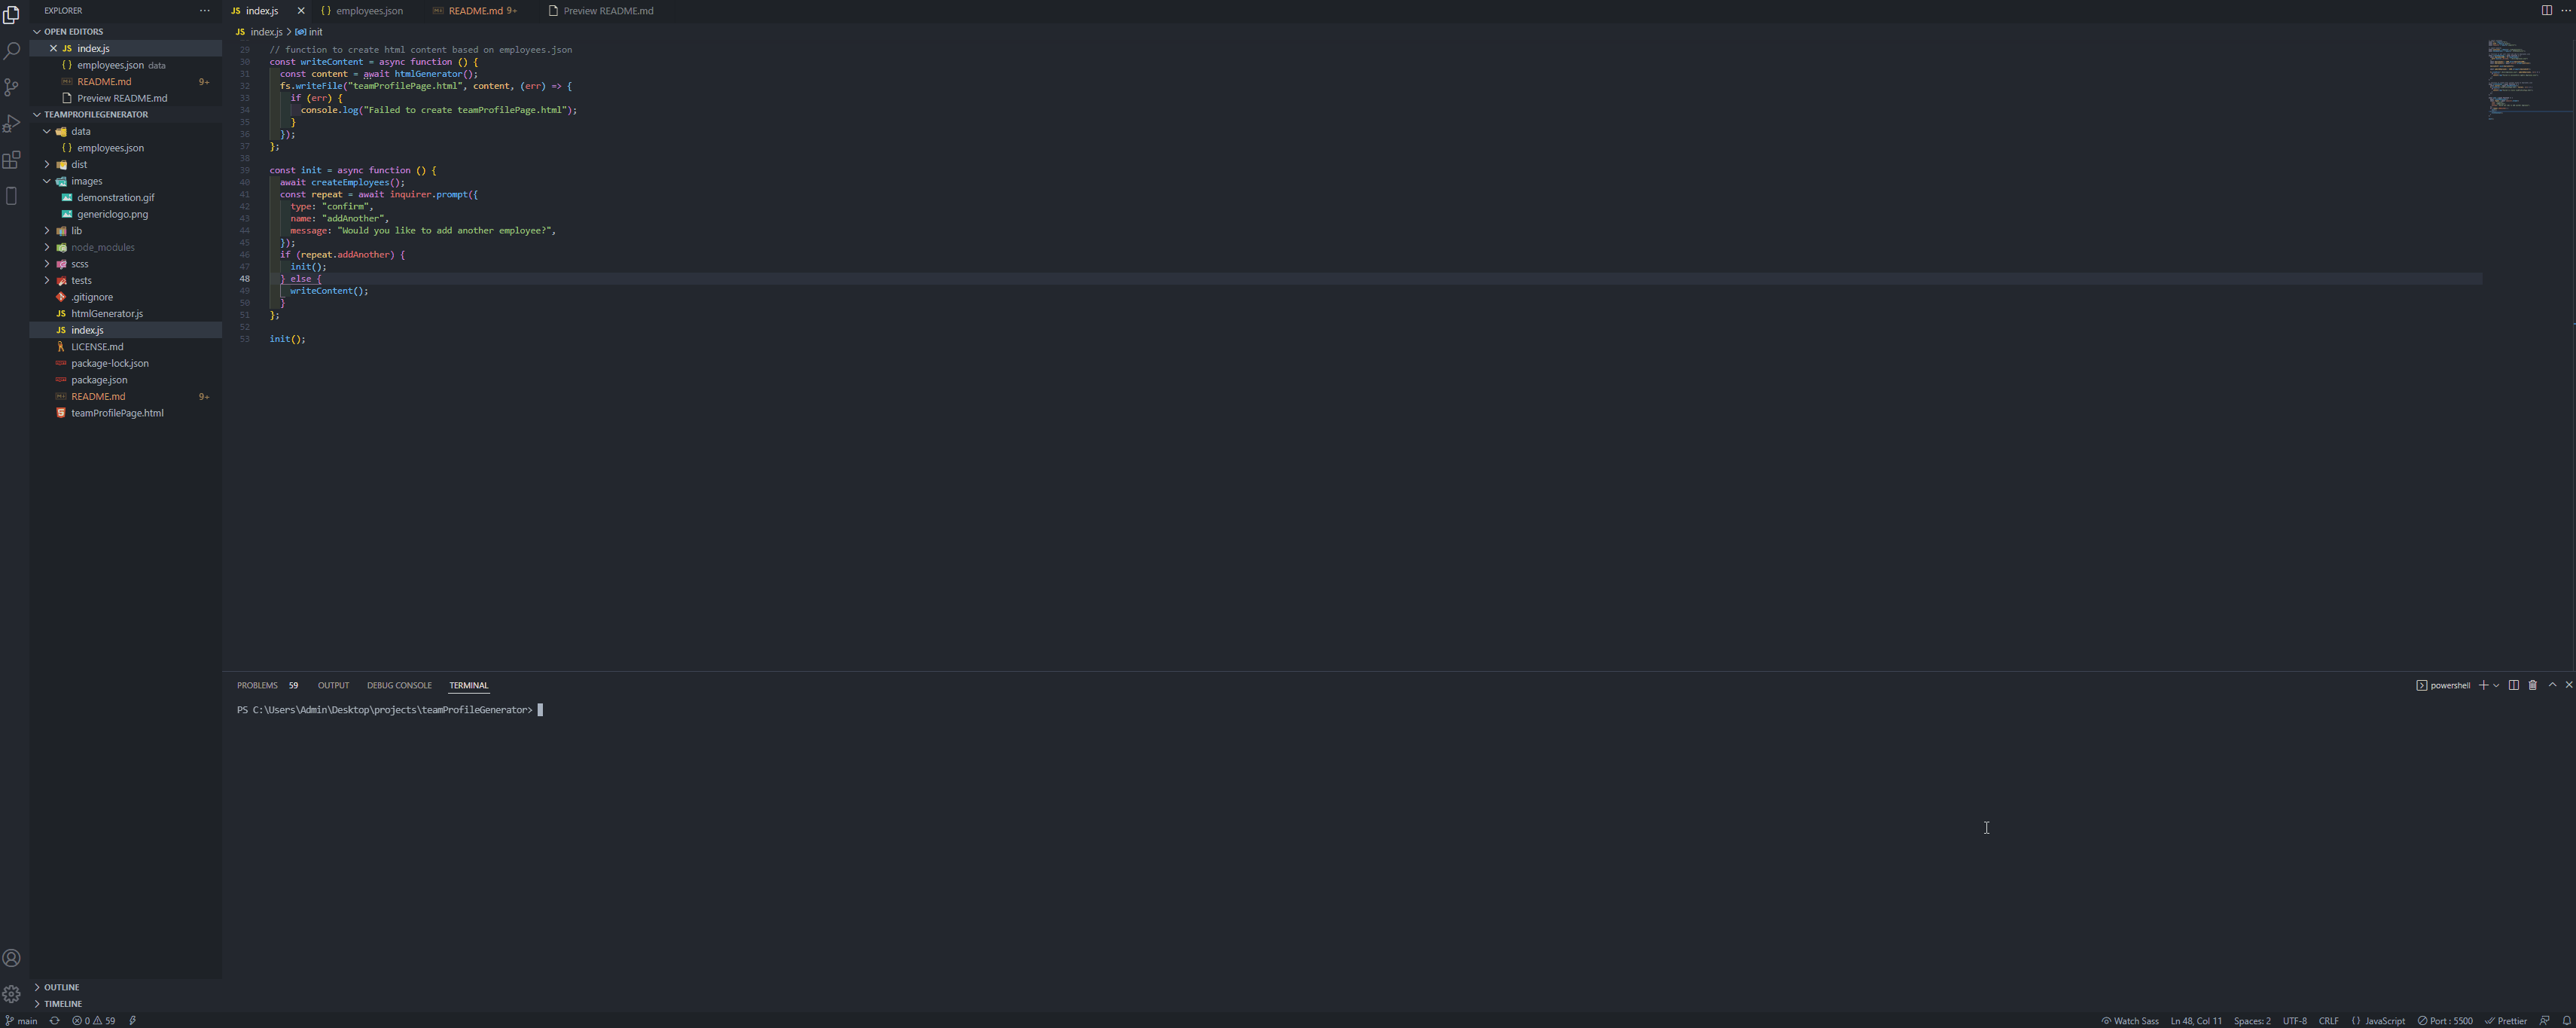 EXPLORER
OPEN EDITORS
JS index.js
{ } employees.json data
README.md 9+
Preview README.md
TEAMPROFILEGENERATOR
data
{ } employees.json
dist
images
demonstration.gif
genericlogo.png
lib
node_modules
scss
tests
.gitignore
JS htmlGenerator.js
JS index.js
LICENSE.md
package-lock.json
package.json
README.md 9+
teamProfilePage.html
OUTLINE
TIMELINE
JS index.js { } employees.json README.md 9+ Preview README.md
JS index.js > init
29 // function to create html content based on employees.json
30 const writeContent = async function () {
31 const content = await htmlGenerator();
32 fs.writeFile("teamProfilePage.html", content, (err) => {
33 if (err) {
34 console.log("Failed to create teamProfilePage.html");
35 }
36 });
37 };
38
39 const init = async function () {
40 await createEmployees();
41 const repeat = await inquirer.prompt({
42 type: "confirm",
43 name: "addAnother",
44 message: "Would you like to add another employee?",
45 });
46 if (repeat.addAnother) {
47 init();
48 } else {
49 writeContent();
50 }
51 };
52
53 init();
PROBLEMS 59 OUTPUT DEBUG CONSOLE TERMINAL
powershell
PS C:\Users\Admin\Desktop\projects\teamProfileGenerator>
main 0 59 Watch Sass Ln 48, Col 11 Spaces: 2 UTF-8 CRLF { } JavaScript Port : 5500 Prettier